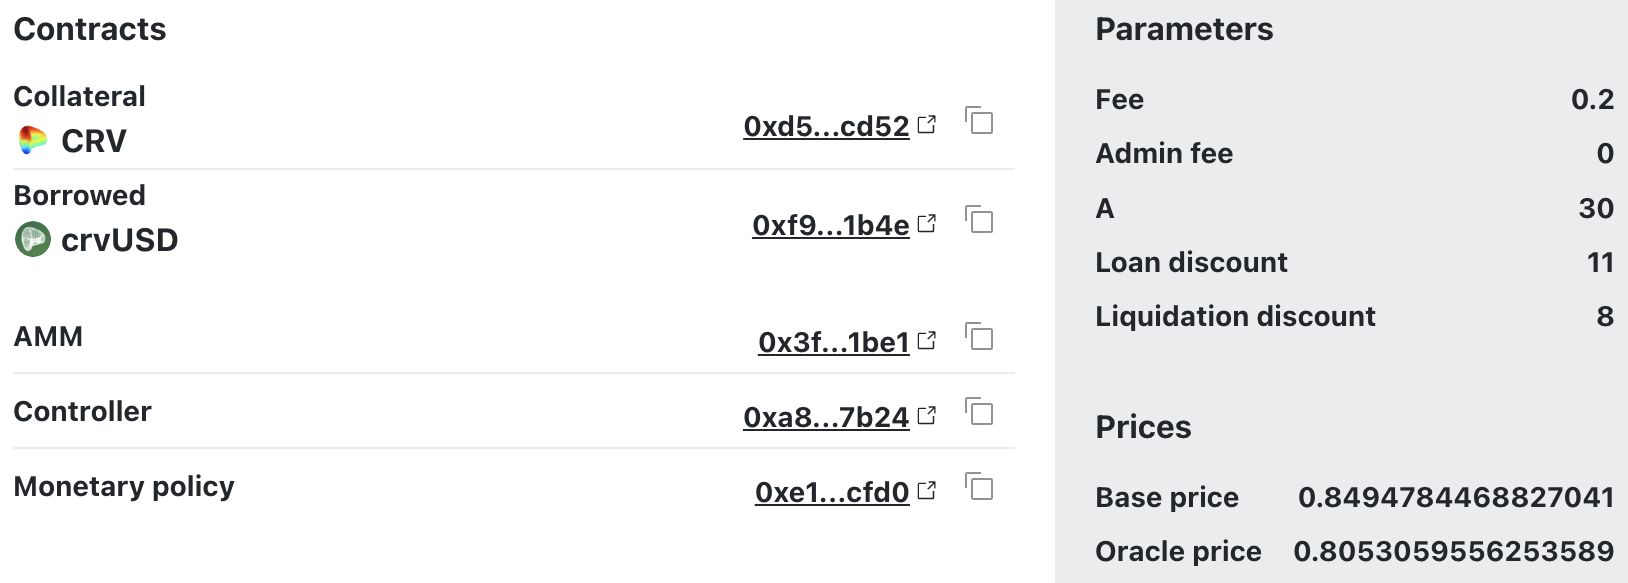 Contracts
Collateral
CRV
0xd5...cd52
Borrowed
crvUSD
0xf9...1b4e
AMM
0x3f...1be1
Controller
0xa8...7b24
Monetary policy
0xe1...cfd0
Parameters
Fee 0.2
Admin fee 0
A 30
Loan discount 11
Liquidation discount 8
Prices
Base price 0.8494784468827041
Oracle price 0.8053059556253589